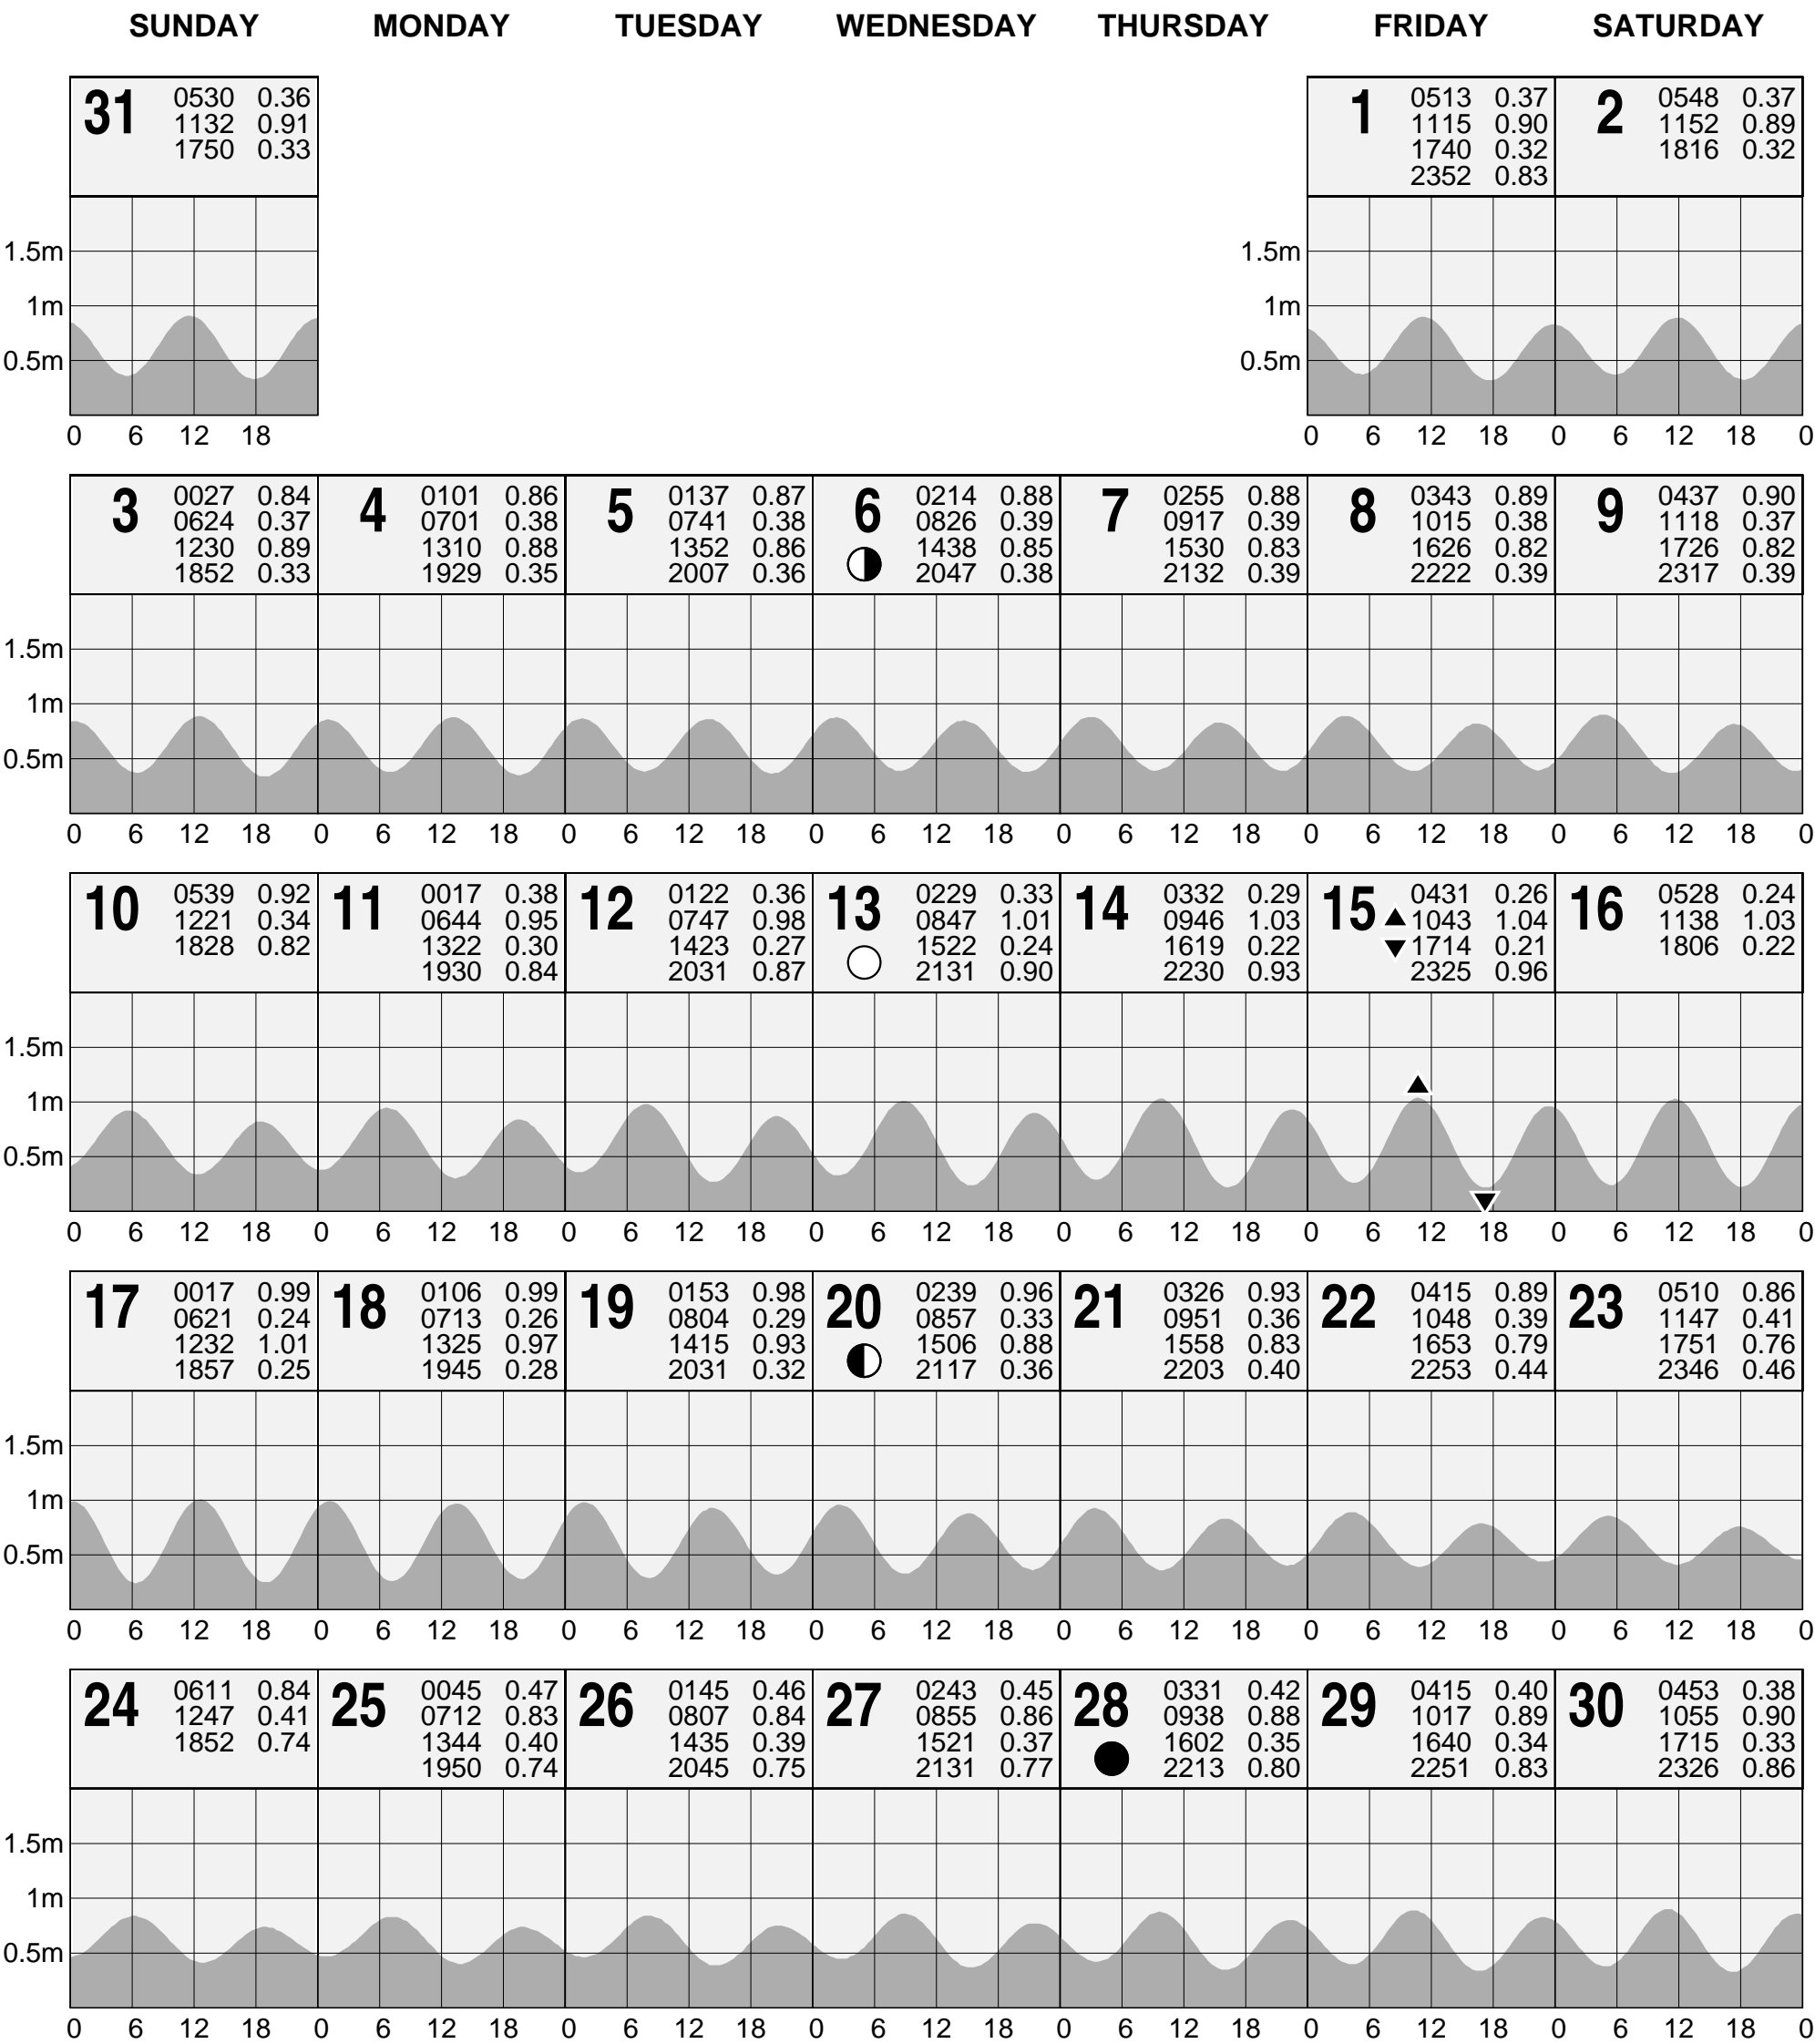 SUNDAY MONDAY TUESDAY WEDNESDAY THURSDAY FRIDAY SATURDAY
31 0530 0.36
1132 0.91
1750 0.33
1 0513 0.37
1115 0.90
1740 0.32
2352 0.83
2 0548 0.37
1152 0.89
1816 0.32
1.5m
1m
0.5m
0 6 12 18
1.5m
1m
0.5m
0 6 12 18 0 6 12 18 0
3 0027 0.84
0624 0.37
1230 0.89
1852 0.33
4 0101 0.86
0701 0.38
1310 0.88
1929 0.35
5 0137 0.87
0741 0.38
1352 0.86
2007 0.36
6 0214 0.88
0826 0.39
1438 0.85
2047 0.38
7 0255 0.88
0917 0.39
1530 0.83
2132 0.39
8 0343 0.89
1015 0.38
1626 0.82
2222 0.39
9 0437 0.90
1118 0.37
1726 0.82
2317 0.39
1.5m
1m
0.5m
0 6 12 18 0 6 12 18 0 6 12 18 0 6 12 18 0 6 12 18 0 6 12 18 0 6 12 18 0
10 0539 0.92
1221 0.34
1828 0.82
11 0017 0.38
0644 0.95
1322 0.30
1930 0.84
12 0122 0.36
0747 0.98
1423 0.27
2031 0.87
13 0229 0.33
0847 1.01
1522 0.24
2131 0.90
14 0332 0.29
0946 1.03
1619 0.22
2230 0.93
15 0431 0.26
1043 1.04
1714 0.21
2325 0.96
16 0528 0.24
1138 1.03
1806 0.22
1.5m
1m
0.5m
0 6 12 18 0 6 12 18 0 6 12 18 0 6 12 18 0 6 12 18 0 6 12 18 0 6 12 18 0
17 0017 0.99
0621 0.24
1232 1.01
1857 0.25
18 0106 0.99
0713 0.26
1325 0.97
1945 0.28
19 0153 0.98
0804 0.29
1415 0.93
2031 0.32
20 0239 0.96
0857 0.33
1506 0.88
2117 0.36
21 0326 0.93
0951 0.36
1558 0.83
2203 0.40
22 0415 0.89
1048 0.39
1653 0.79
2253 0.44
23 0510 0.86
1147 0.41
1751 0.76
2346 0.46
1.5m
1m
0.5m
0 6 12 18 0 6 12 18 0 6 12 18 0 6 12 18 0 6 12 18 0 6 12 18 0 6 12 18 0
24 0611 0.84
1247 0.41
1852 0.74
25 0045 0.47
0712 0.83
1344 0.40
1950 0.74
26 0145 0.46
0807 0.84
1435 0.39
2045 0.75
27 0243 0.45
0855 0.86
1521 0.37
2131 0.77
28 0331 0.42
0938 0.88
1602 0.35
2213 0.80
29 0415 0.40
1017 0.89
1640 0.34
2251 0.83
30 0453 0.38
1055 0.90
1715 0.33
2326 0.86
1.5m
1m
0.5m
0 6 12 18 0 6 12 18 0 6 12 18 0 6 12 18 0 6 12 18 0 6 12 18 0 6 12 18 0